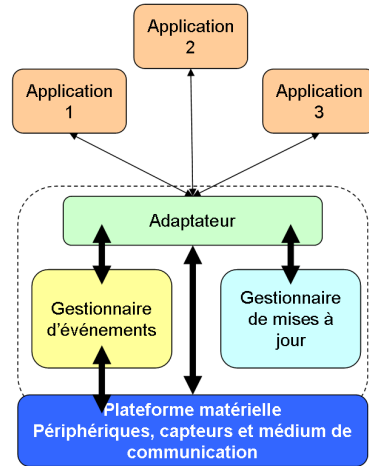 Application
2
Application
1
Application
3
Adaptateur
Gestionnaire
d'événements
Gestionnaire
de mises à
jour
Plateforme matérielle
Périphériques, capteurs et médium de
communication